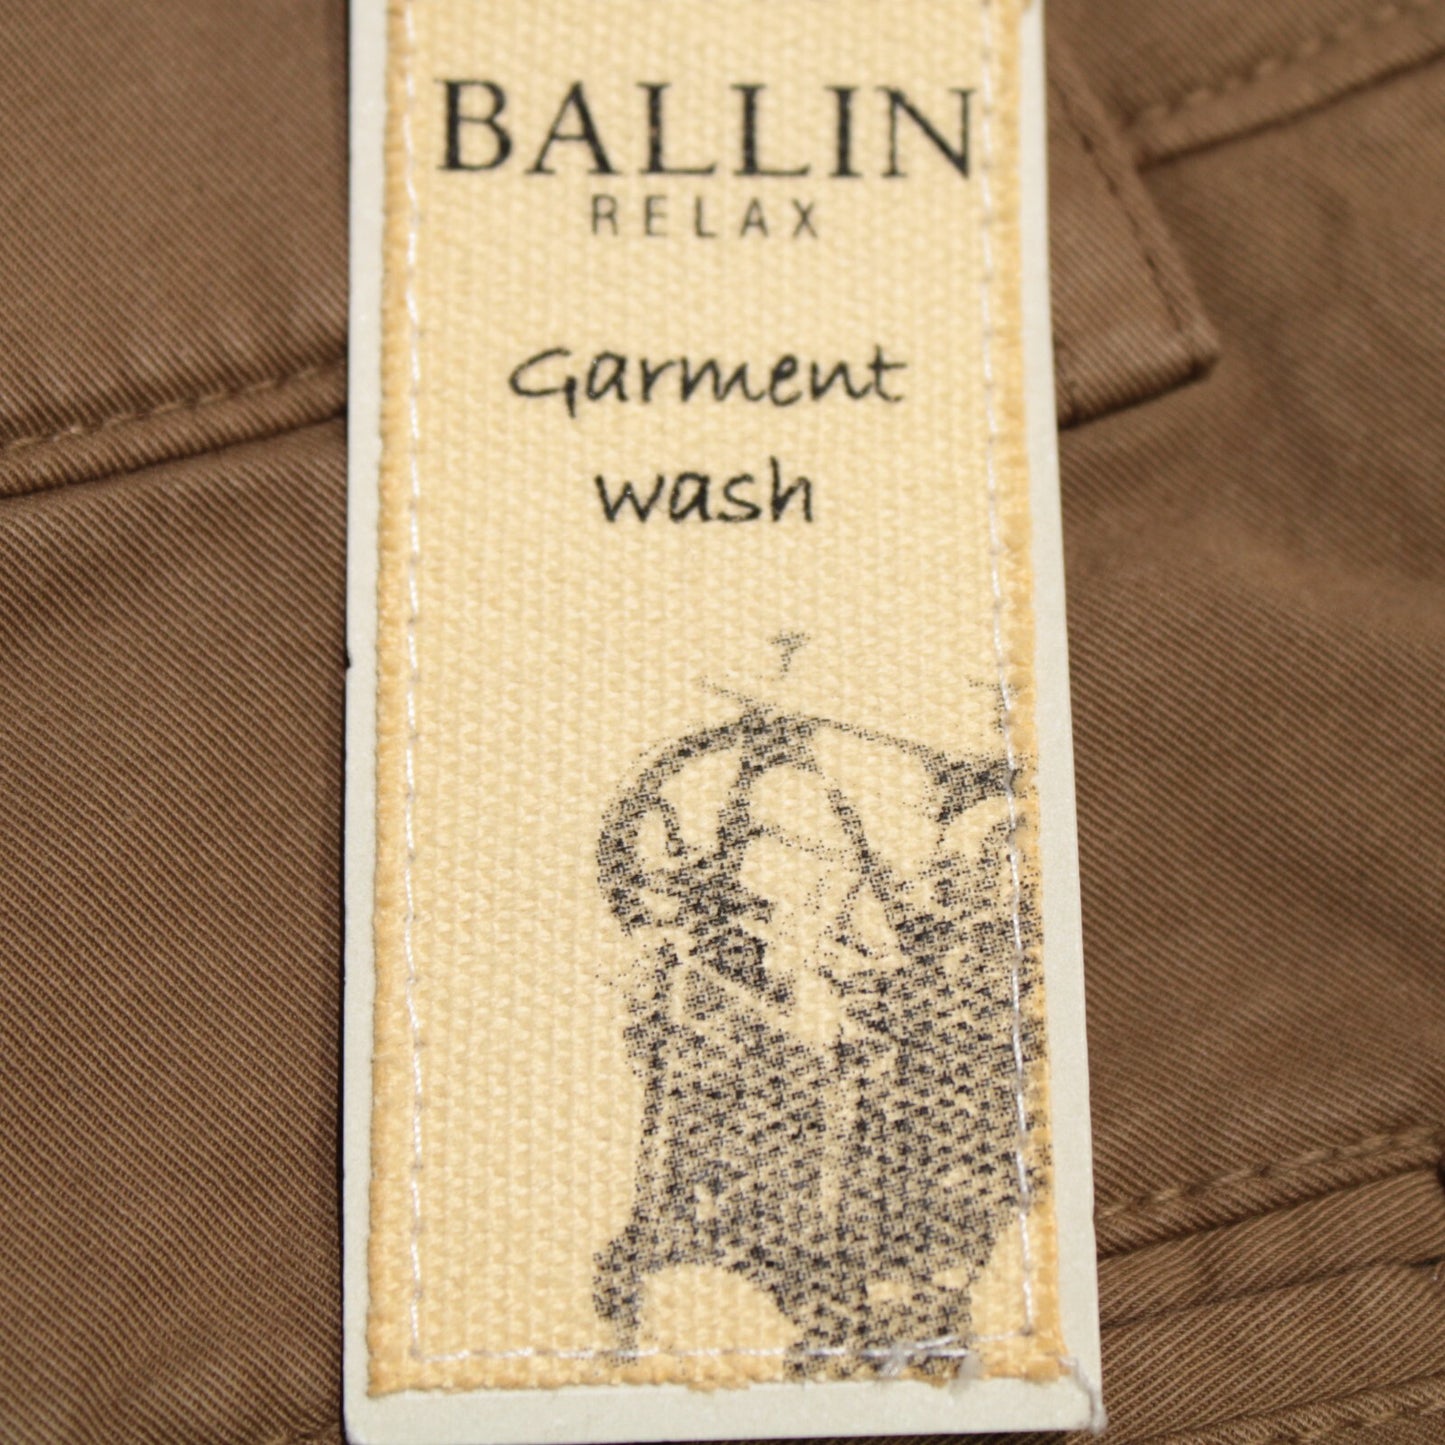 BALLIN
RELAX
Garment
wash